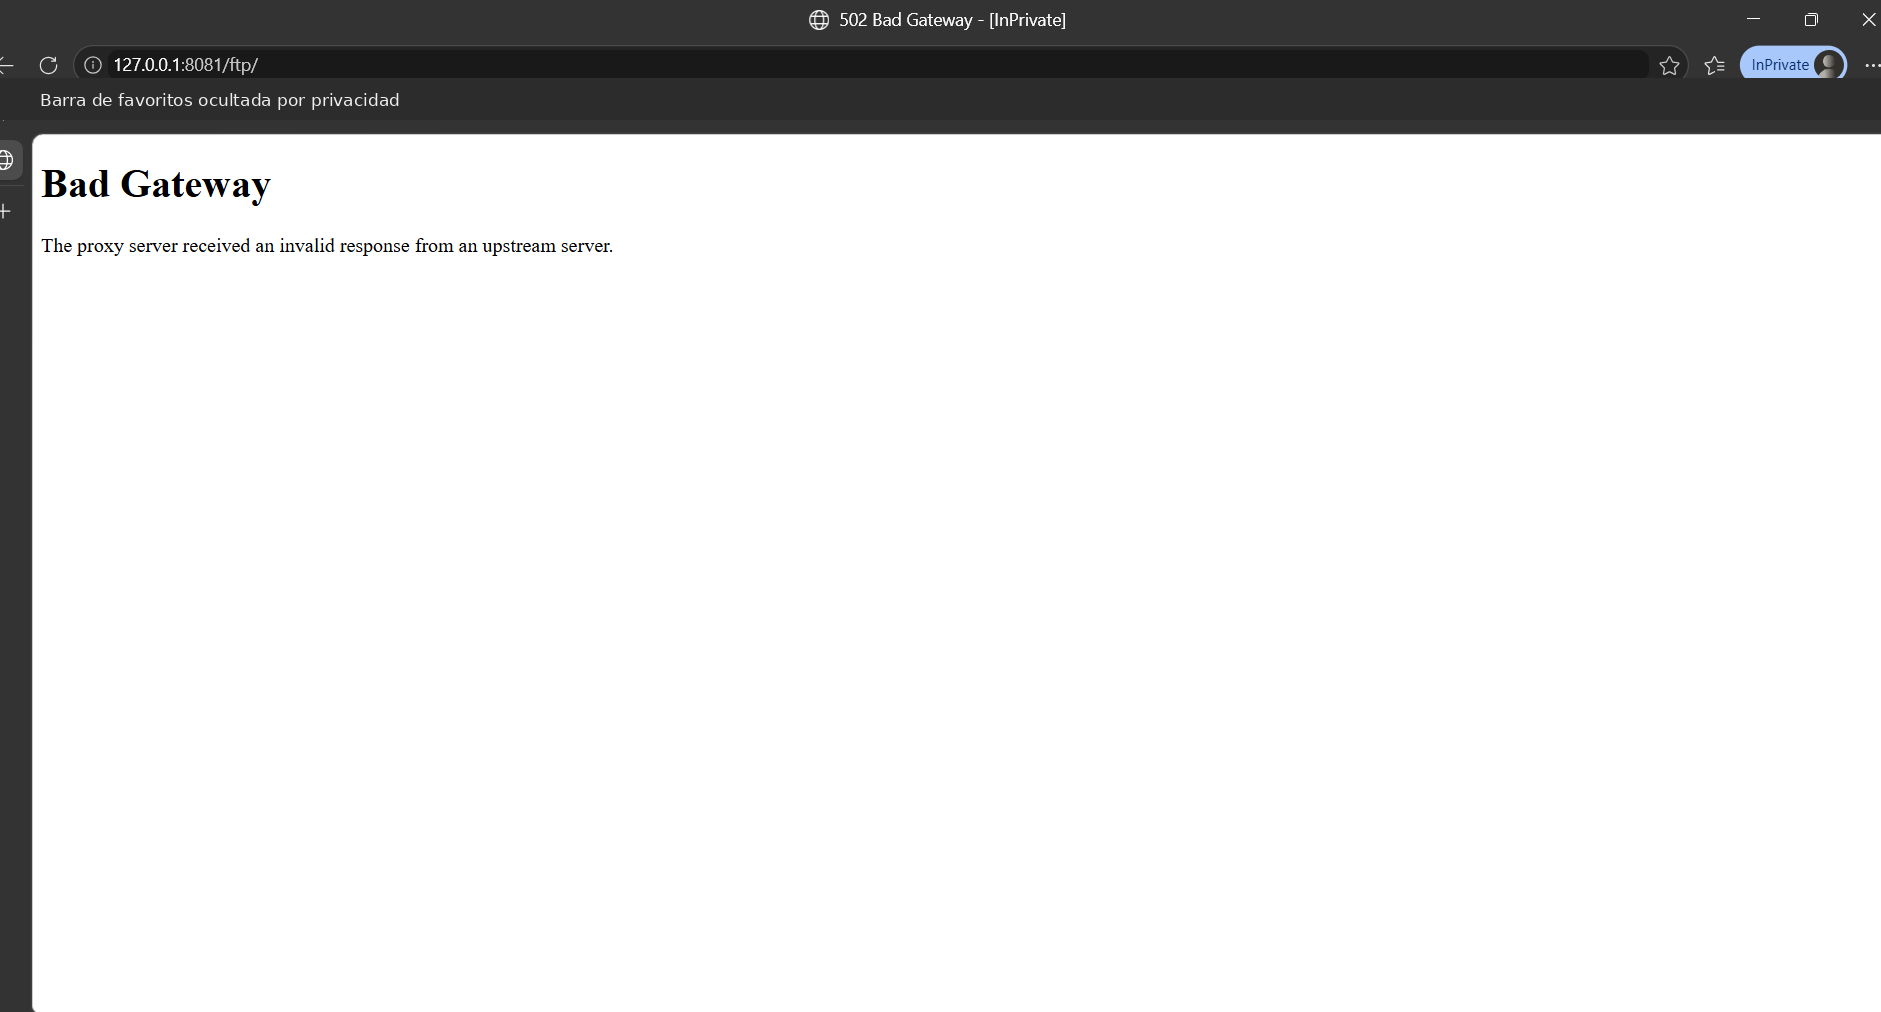 502 Bad Gateway - [InPrivate]
127.0.0.1:8081/ftp/
InPrivate
Barra de favoritos ocultada por privacidad
Bad Gateway
The proxy server received an invalid response from an upstream server.